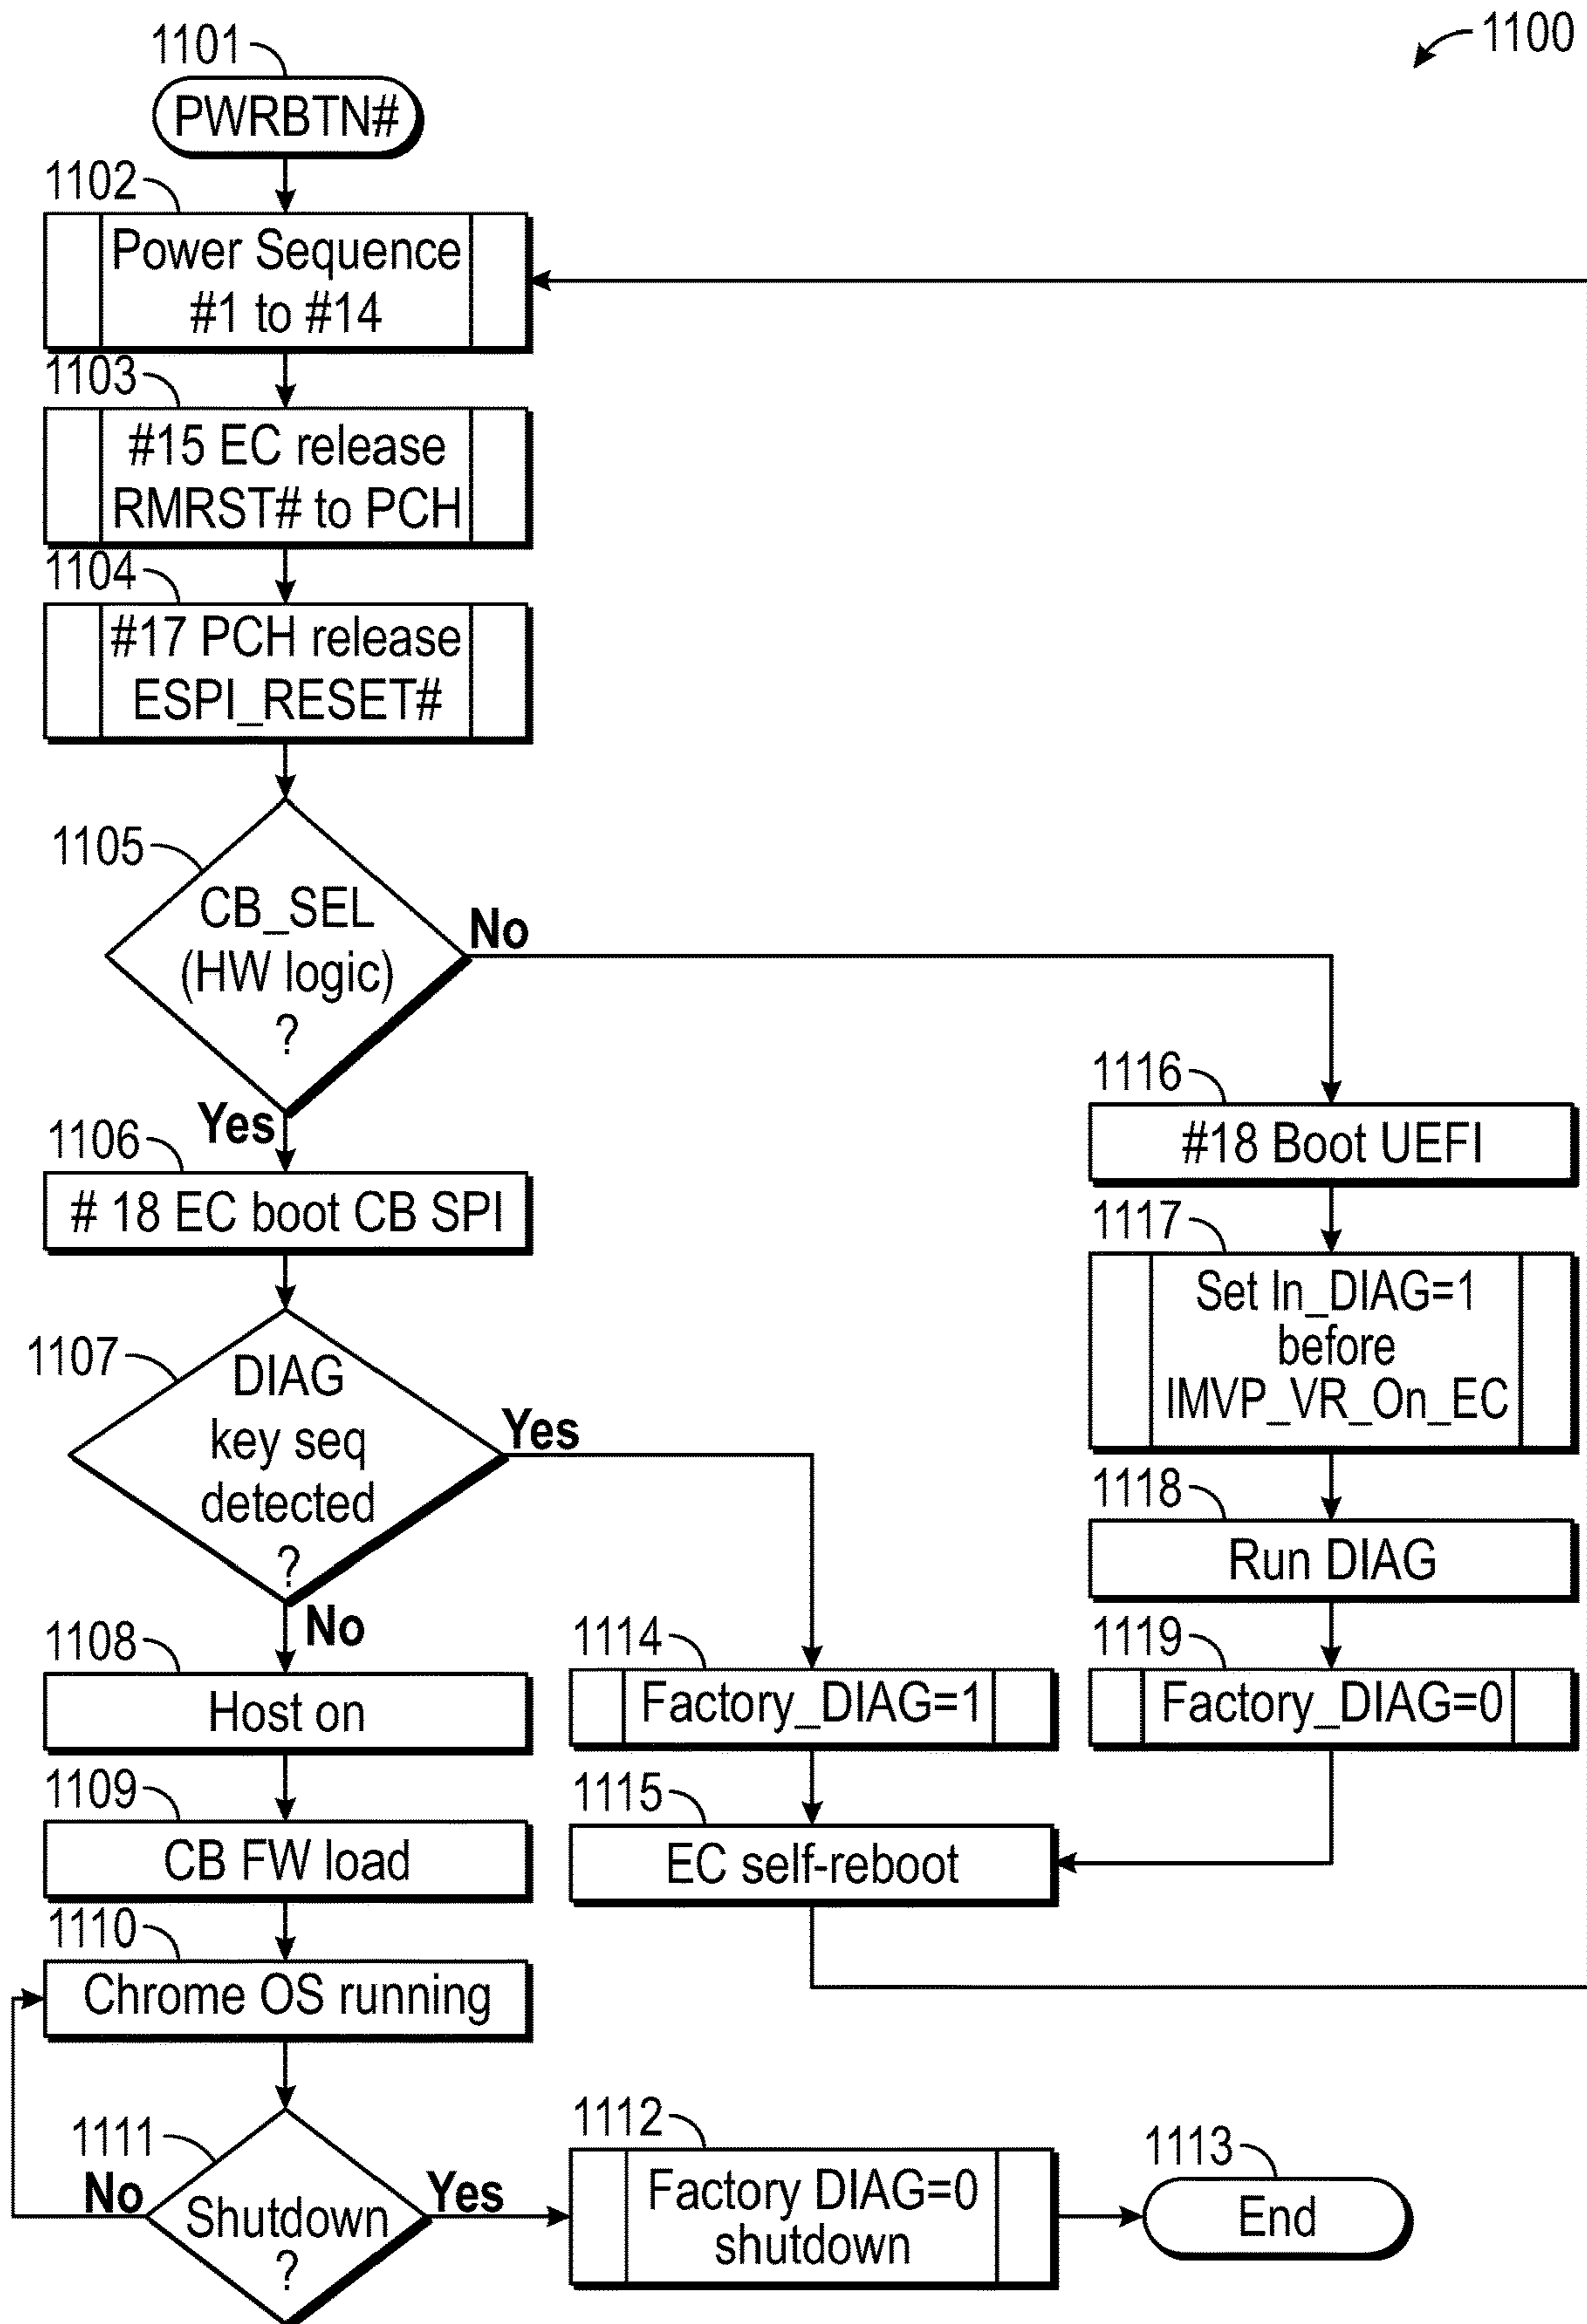 1100
1101
PWRBTN#
1102
Power Sequence
#1 to #14
1103
#15 EC release
RMRST# to PCH
1104
#17 PCH release
ESPI_RESET#
1105
CB_SEL
(HW logic)
?
No
Yes
1106
# 18 EC boot CB SPI
1107
DIAG
key seq
detected
?
Yes
No
1108
Host on
1109
CB FW load
1110
Chrome OS running
1111
Shutdown
?
No
Yes
1112
Factory DIAG=0
shutdown
1113
End
1114
Factory_DIAG=1
1115
EC self-reboot
1116
#18 Boot UEFI
1117
Set In_DIAG=1
before
IMVP_VR_On_EC
1118
Run DIAG
1119
Factory_DIAG=0